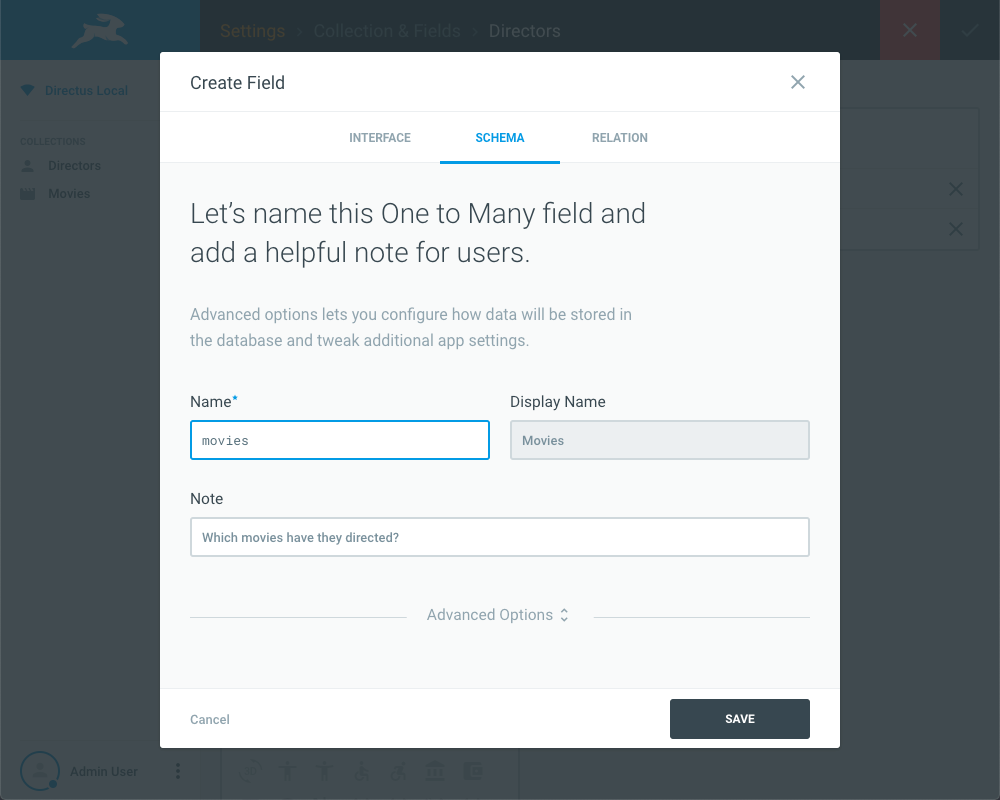 Settings > Collection & Fields > Directors
Directus Local
COLLECTIONS
Directors
Movies
Create Field
INTERFACE SCHEMA RELATION
Let’s name this One to Many field and
add a helpful note for users.
Advanced options lets you configure how data will be stored in
the database and tweak additional app settings.
Name* Display Name
movies Movies
Note
Which movies have they directed?
Advanced Options
Cancel SAVE
Admin User